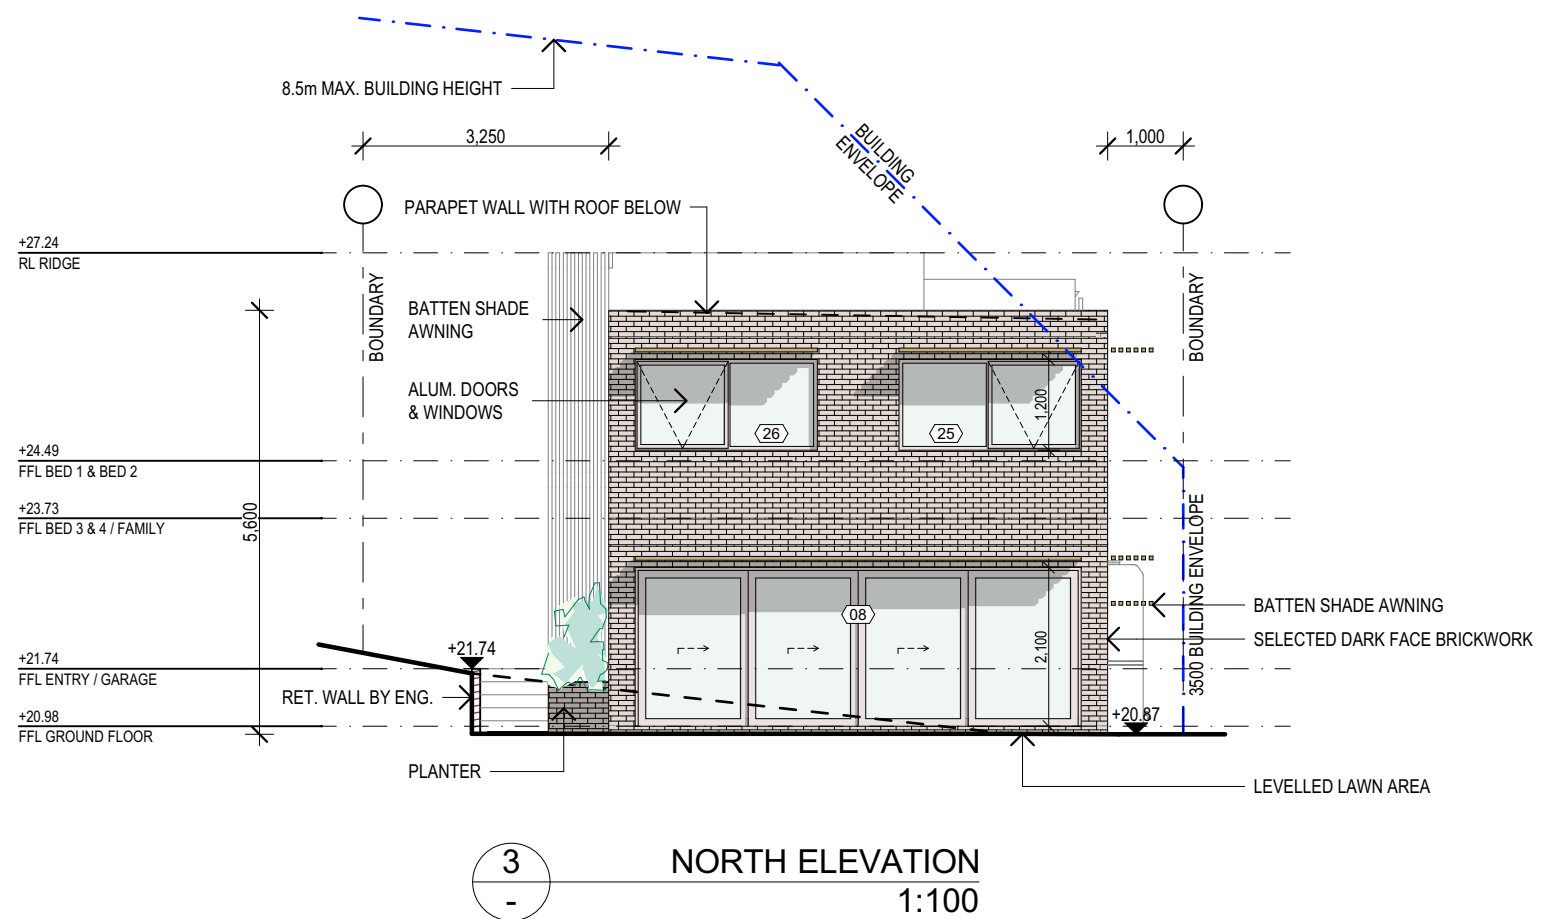 8.5m MAX. BUILDING HEIGHT
3,250
1,000
BUILDING
ENVELOPE
PARAPET WALL WITH ROOF BELOW
+27.24
RL RIDGE
BOUNDARY
BOUNDARY
BATTEN SHADE
AWNING
ALUM. DOORS
& WINDOWS
1,200
26
25
+24.49
FFL BED 1 & BED 2
+23.73
FFL BED 3 & 4 / FAMILY
5,600
3500 BUILDING ENVELOPE
08
BATTEN SHADE AWNING
SELECTED DARK FACE BRICKWORK
2,100
+21.74
+21.74
FFL ENTRY / GARAGE
RET. WALL BY ENG.
+20.98
FFL GROUND FLOOR
+20.87
PLANTER
LEVELLED LAWN AREA
3
-
NORTH ELEVATION
1:100